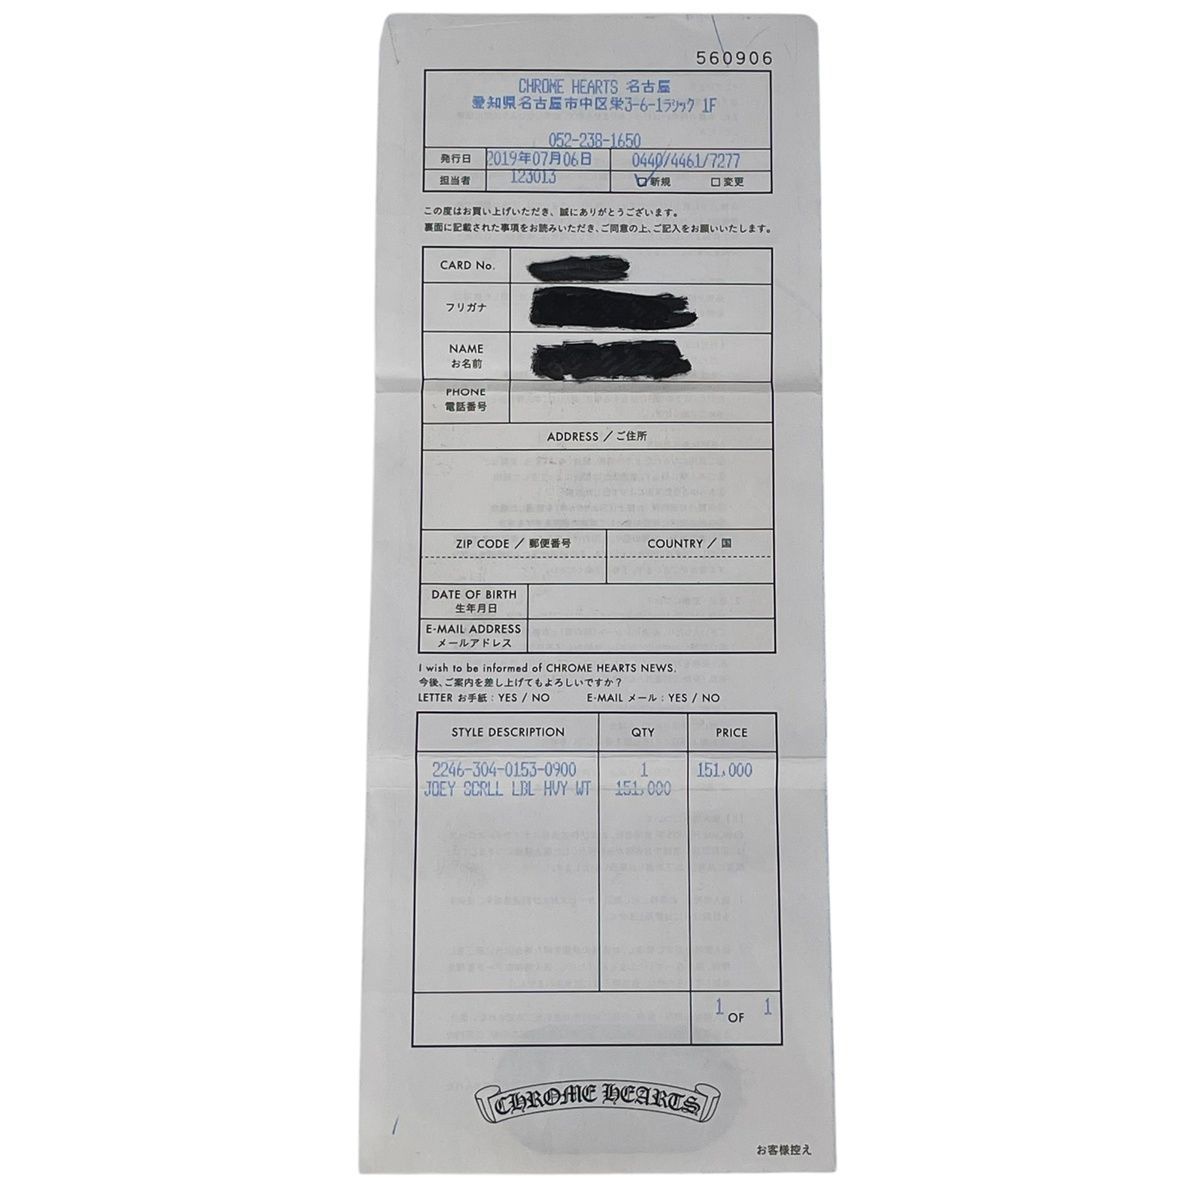 560906
CHROME HEARTS 名古屋
愛知県名古屋市中区栄3-6-1ラシック 1F
052-238-1650
発行日 2019年07月06日 0440/4461/7277
担当者 123013 新規 変更
この度はお買い上げいただき、誠にありがとうございます。
裏面に記載された事項をお読みいただき、ご同意の上、ご記入をお願いいたします。
CARD No.
フリガナ
NAME
お名前
PHONE
電話番号
ADDRESS / ご住所
ZIP CODE / 郵便番号 COUNTRY / 国
DATE OF BIRTH
生年月日
E-MAIL ADDRESS
メールアドレス
I wish to be informed of CHROME HEARTS NEWS.
今後、ご案内を差し上げてもよろしいですか？
LETTER お手紙 : YES / NO E-MAIL メール : YES / NO
STYLE DESCRIPTION QTY PRICE
2246-304-0153-0900 1 151,000
JOEY SCRLL LBL HVY WT 151,000
1 OF 1
CHROME HEARTS
お客様控え